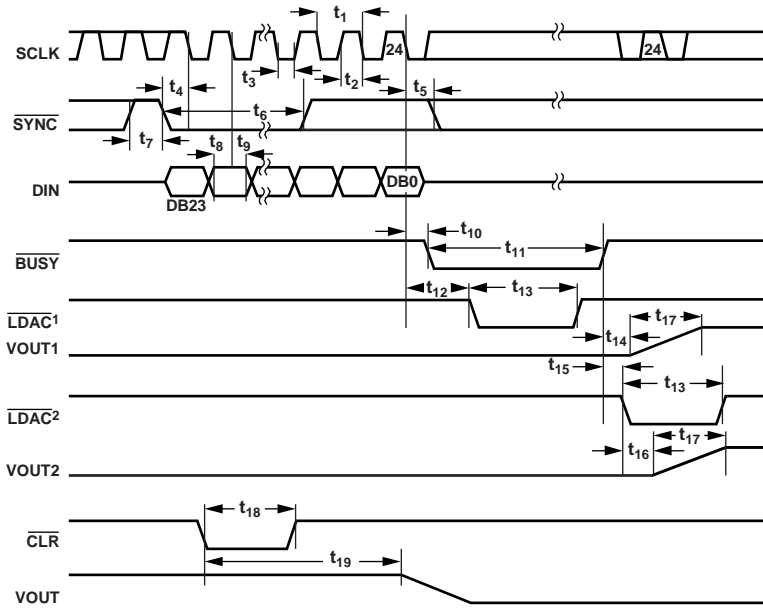 t1
SCLK
24
24
t3
t2
t4
t5
t6
SYNC
t7
t8
t9
DIN
DB23
DB0
t10
t11
BUSY
t12
t13
LDAC1
t17
t14
VOUT1
t15
t13
LDAC2
t17
t16
VOUT2
t18
CLR
t19
VOUT